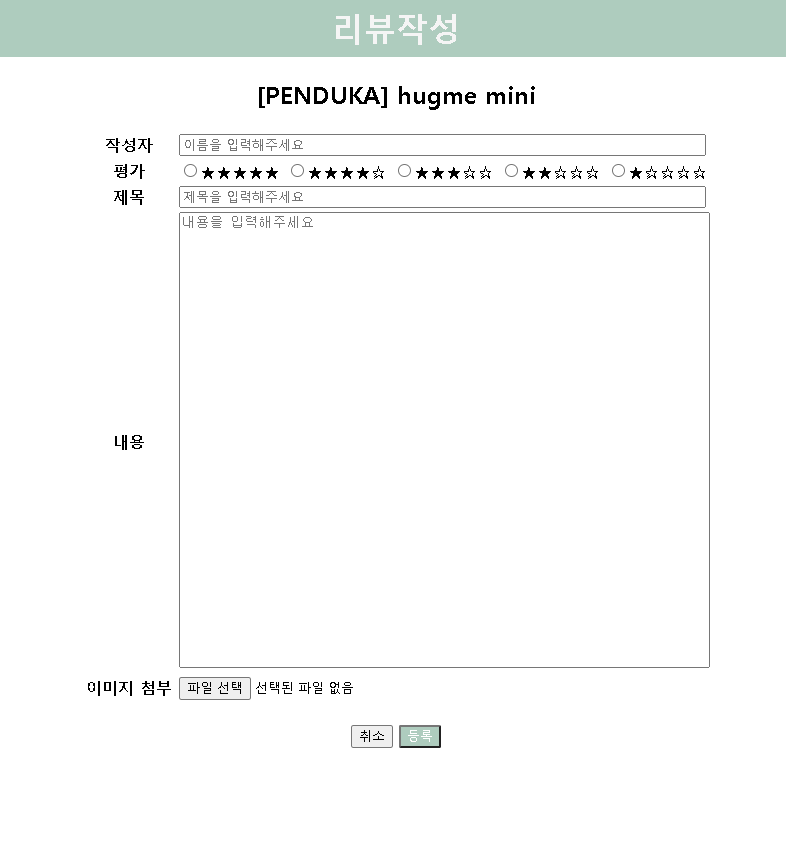 리뷰작성
[PENDUKA] hugme mini
작성자 이름을 입력해주세요
평가 ★★★★★ ★★★★☆ ★★★☆☆ ★★☆☆☆ ★☆☆☆☆
제목 제목을 입력해주세요
내용을 입력해주세요
내용
이미지 첨부 파일 선택 선택된 파일 없음
취소 등록